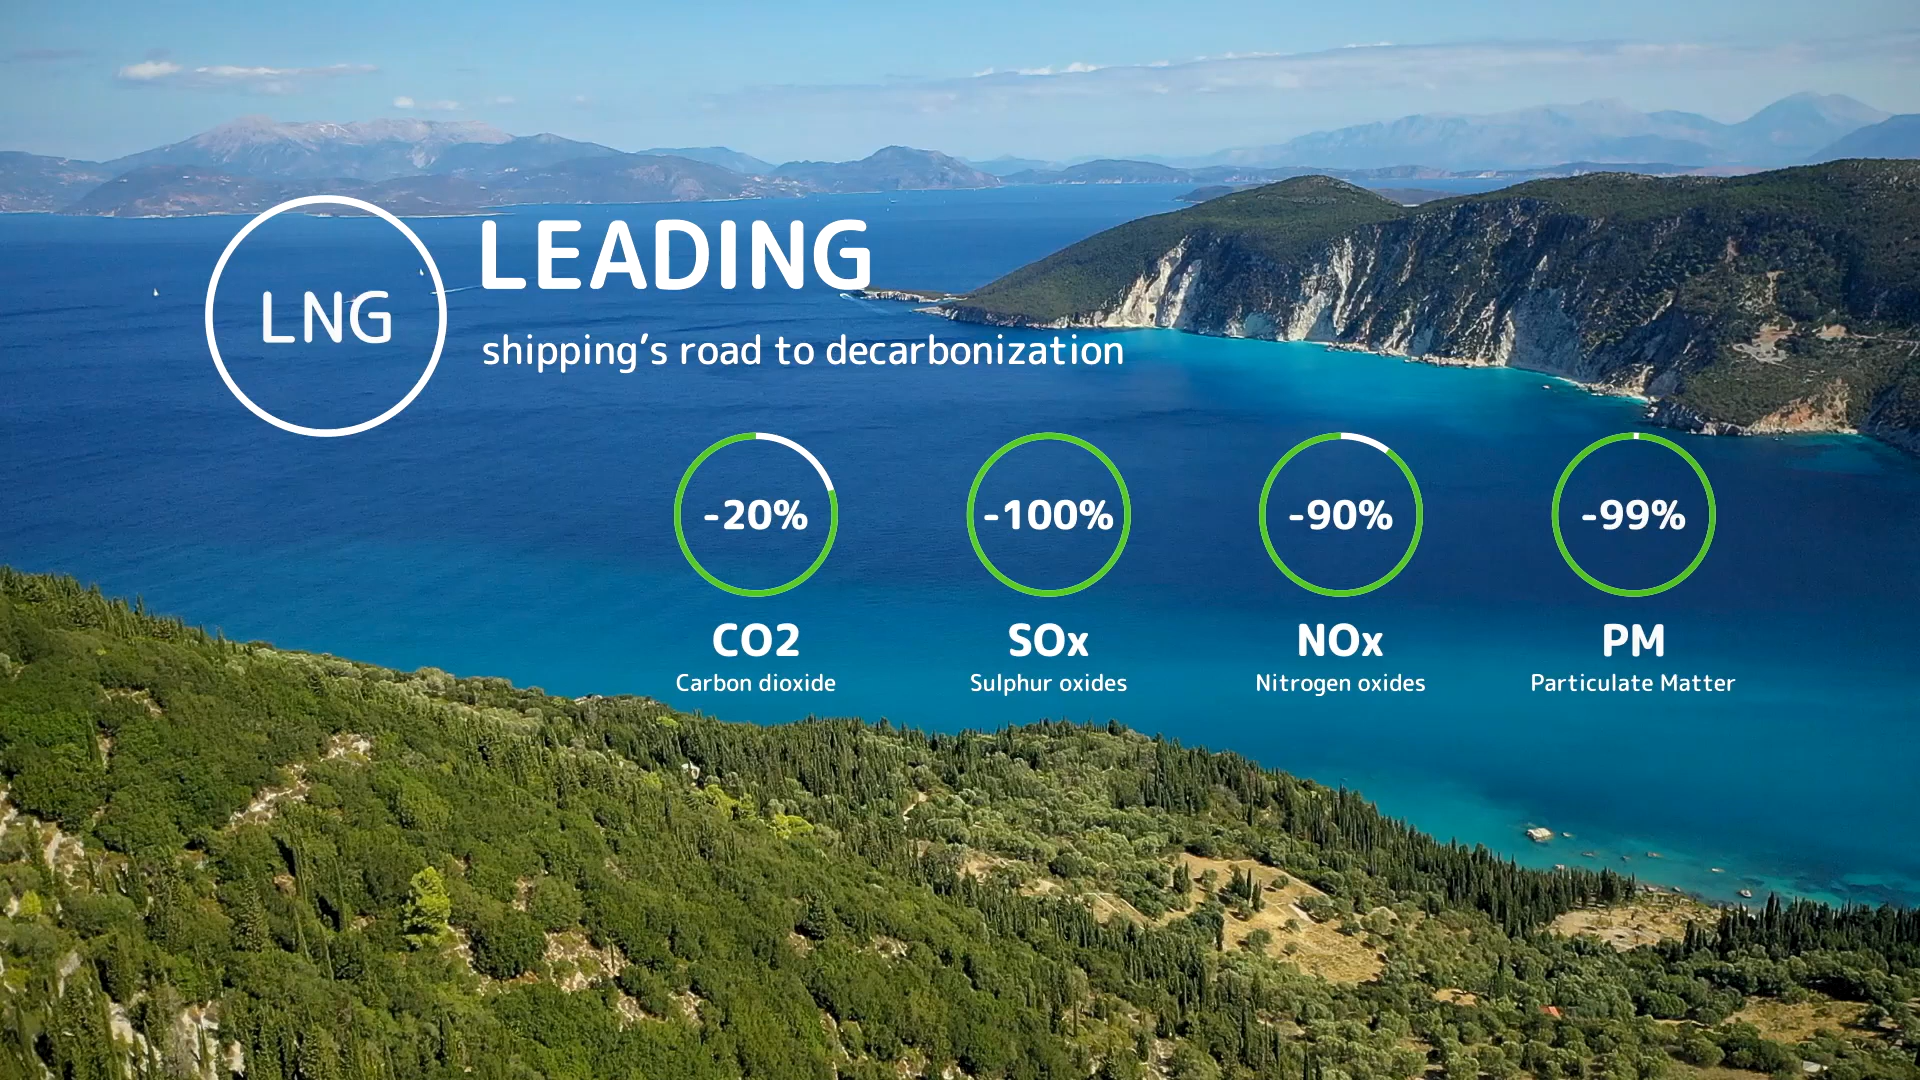 LNG
LEADING
shipping's road to decarbonization
-20%
-100%
-90%
-99%
CO2
SOx
NOx
PM
Carbon dioxide
Sulphur oxides
Nitrogen oxides
Particulate Matter